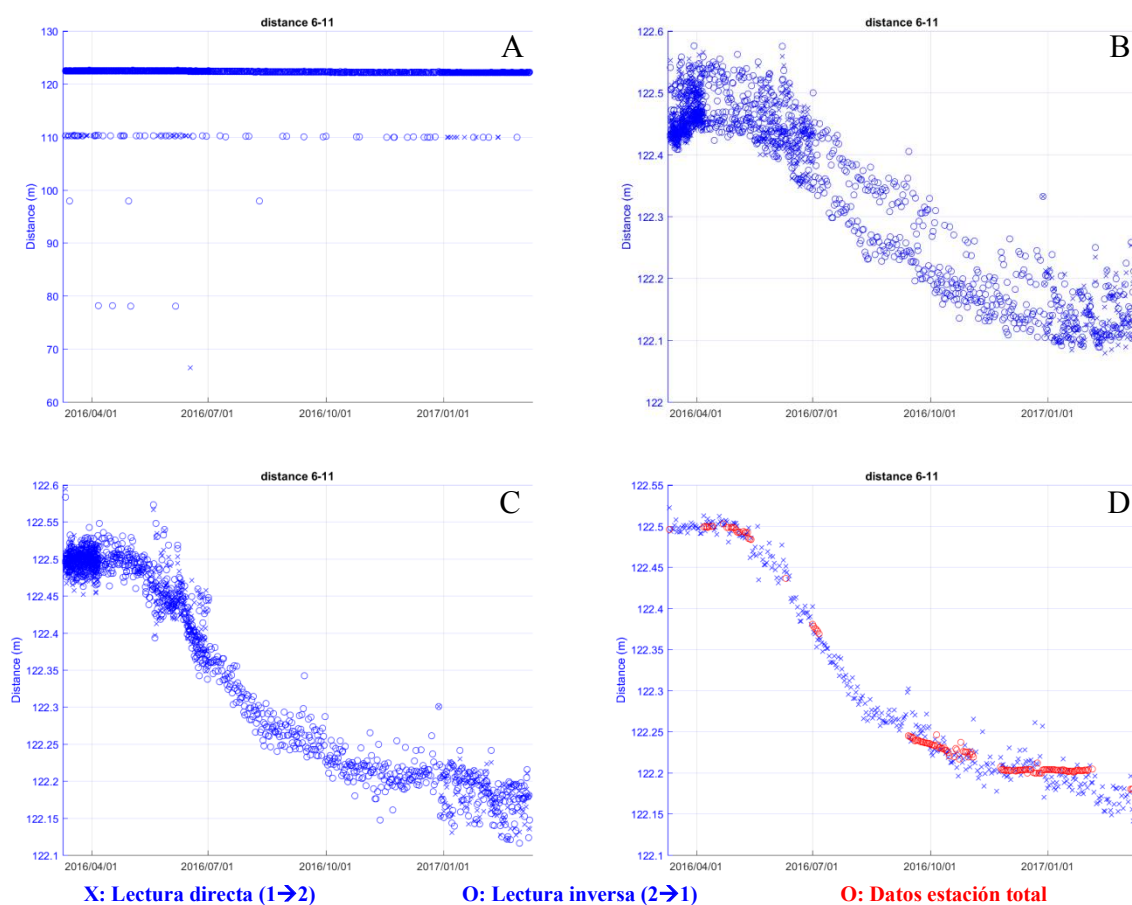 distance 6-11
A
Distance (m)
130
120
110
100
90
80
70
60
2016/04/01 2016/07/01 2016/10/01 2017/01/01
distance 6-11
B
Distance (m)
122.6
122.5
122.4
122.3
122.2
122.1
122
2016/04/01 2016/07/01 2016/10/01 2017/01/01
distance 6-11
C
Distance (m)
122.6
122.55
122.5
122.45
122.4
122.35
122.3
122.25
122.2
122.15
122.1
2016/04/01 2016/07/01 2016/10/01 2017/01/01
distance 6-11
D
Distance (m)
122.55
122.5
122.45
122.4
122.35
122.3
122.25
122.2
122.15
122.1
2016/04/01 2016/07/01 2016/10/01 2017/01/01
X: Lectura directa (1→2) O: Lectura inversa (2→1) O: Datos estación total